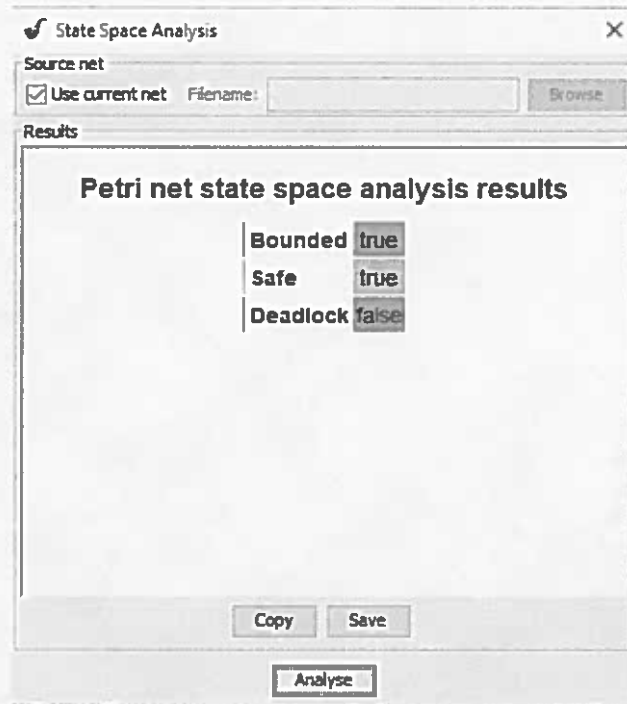 State Space Analysis
Source net
Use current net Filename: Browse
Results
Petri net state space analysis results
Bounded true
Safe true
Deadlock false
Copy Save
Analyse